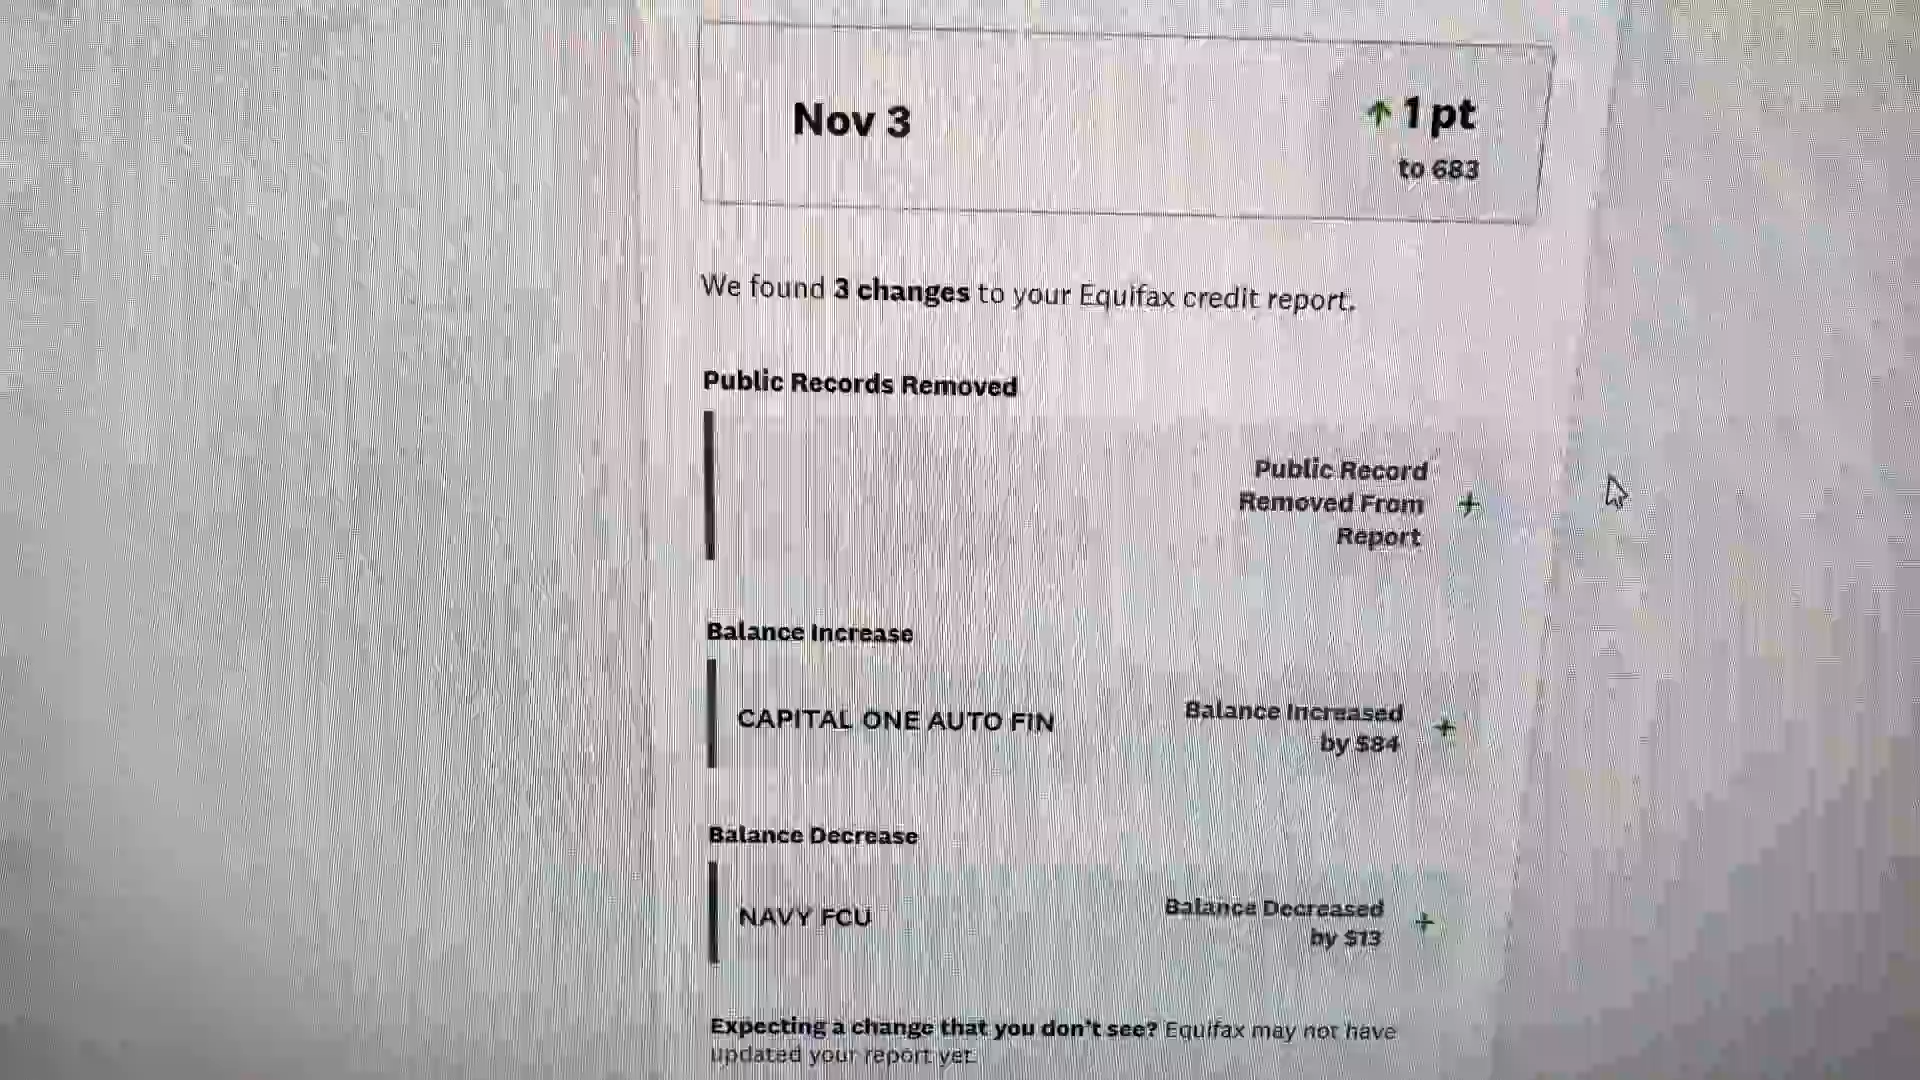 Nov 3
↑ 1 pt
to 683
We found 3 changes to your Equifax credit report.
Public Records Removed
Public Record
Removed From
Report
+
Balance Increase
CAPITAL ONE AUTO FIN
Balance Increased
by $84
+
Balance Decrease
NAVY FCU
Balance Decreased
by $13
+
Expecting a change that you don't see? Equifax may not have
updated your report yet.